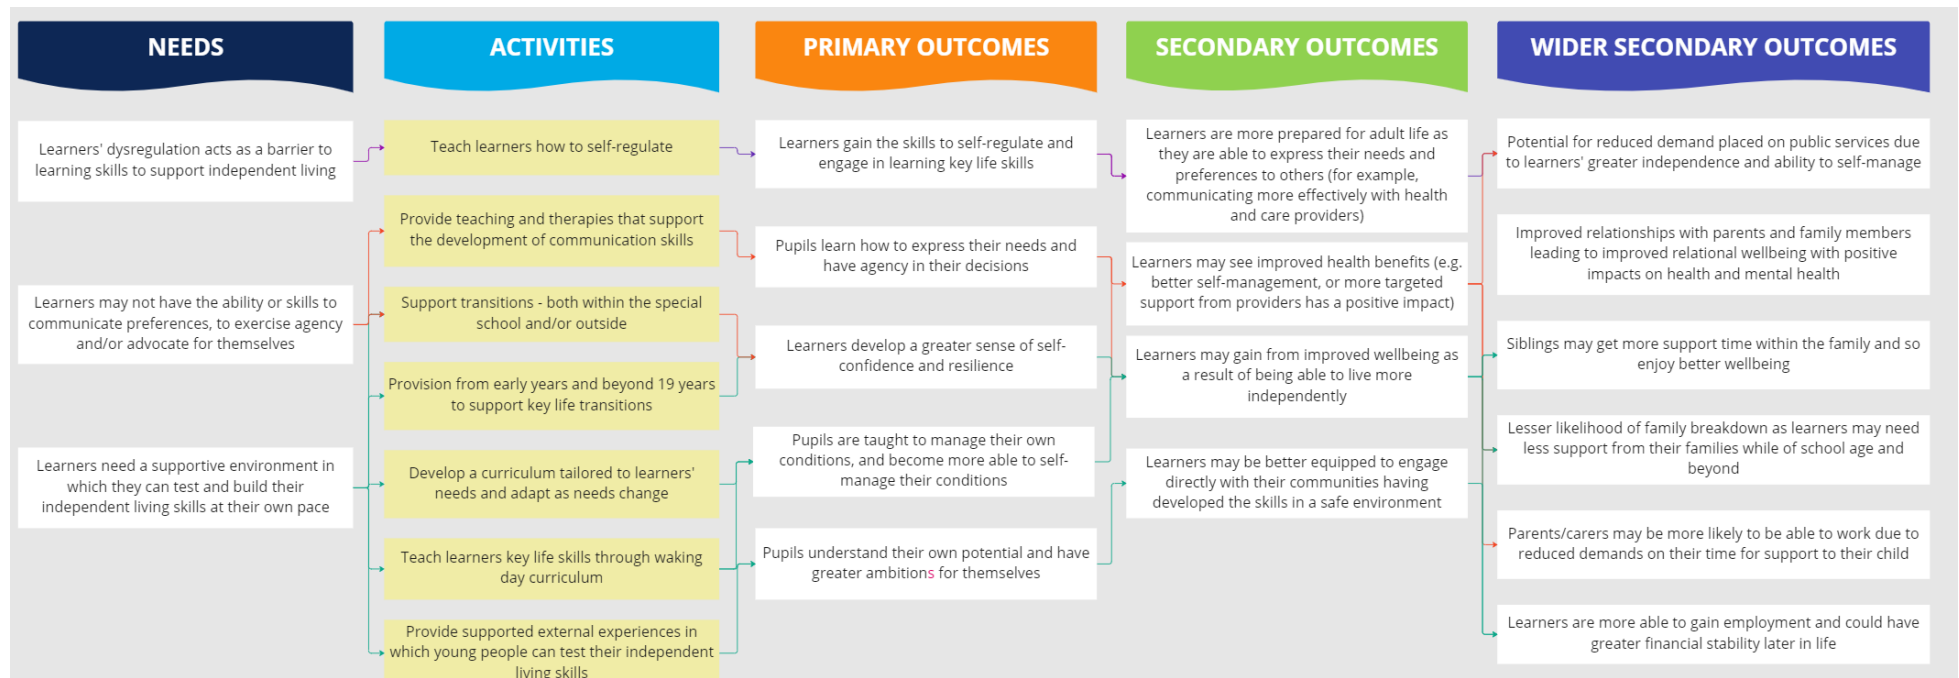 NEEDS
ACTIVITIES
PRIMARY OUTCOMES
SECONDARY OUTCOMES
WIDER SECONDARY OUTCOMES
Learners' dysregulation acts as a barrier to
learning skills to support independent living
Learners may not have the ability or skills to
communicate preferences, to exercise agency
and/or advocate for themselves
Learners need a supportive environment in
which they can test and build their
independent living skills at their own pace
Teach learners how to self-regulate
Provide teaching and therapies that support
the development of communication skills
Support transitions - both within the special
school and/or outside
Provision from early years and beyond 19 years
to support key life transitions
Develop a curriculum tailored to learners'
needs and adapt as needs change
Teach learners key life skills through waking
day curriculum
Provide supported external experiences in
which young people can test their independent
living skills
Learners gain the skills to self-regulate and
engage in learning key life skills
Pupils learn how to express their needs and
have agency in their decisions
Learners develop a greater sense of self-
confidence and resilience
Pupils are taught to manage their own
conditions, and become more able to self-
manage their conditions
Pupils understand their own potential and have
greater ambitions for themselves
Learners are more prepared for adult life as
they are able to express their needs and
preferences to others (for example,
communicating more effectively with health
and care providers)
Learners may see improved health benefits (e.g.
better self-management, or more targeted
support from providers has a positive impact)
Learners may gain from improved wellbeing as
a result of being able to live more
independently
Learners may be better equipped to engage
directly with their communities having
developed the skills in a safe environment
Potential for reduced demand placed on public services due
to learners' greater independence and ability to self-manage
Improved relationships with parents and family members
leading to improved relational wellbeing with positive
impacts on health and mental health
Siblings may get more support time within the family and so
enjoy better wellbeing
Lesser likelihood of family breakdown as learners may need
less support from their families while of school age and
beyond
Parents/carers may be more likely to be able to work due to
reduced demands on their time for support to their child
Learners are more able to gain employment and could have
greater financial stability later in life